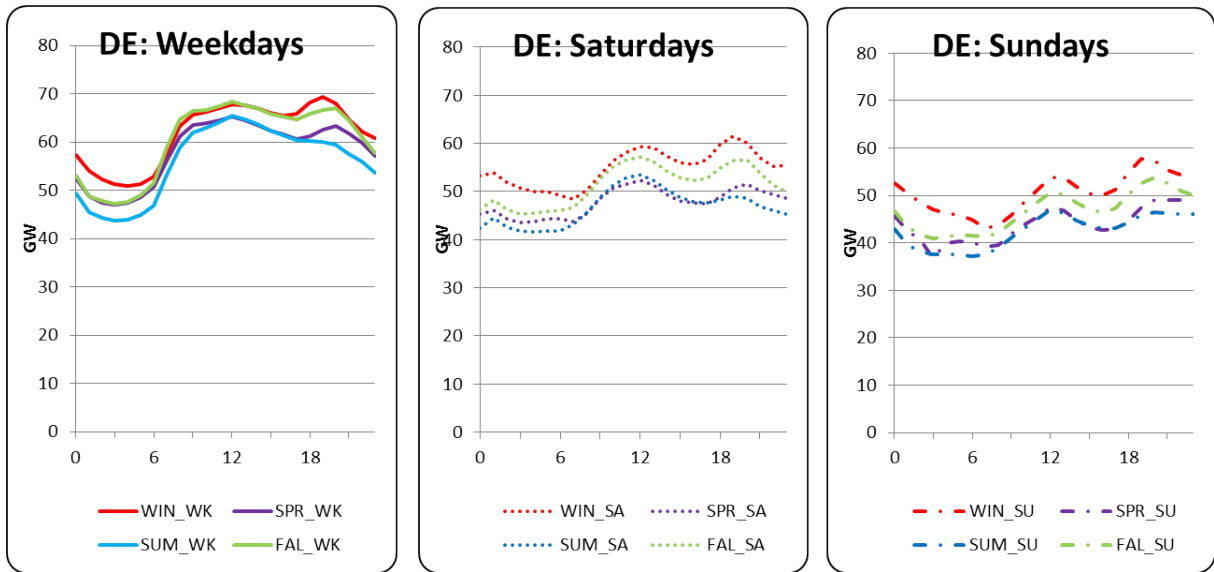 DE: Weekdays
80
70
60
50
40
30
20
10
0
GW
0 6 12 18
WIN_WK SPR_WK
SUM_WK FAL_WK
DE: Saturdays
80
70
60
50
40
30
20
10
0
GW
0 6 12 18
WIN_SA SPR_SA
SUM_SA FAL_SA
DE: Sundays
80
70
60
50
40
30
20
10
0
GW
0 6 12 18
WIN_SU SPR_SU
SUM_SU FAL_SU